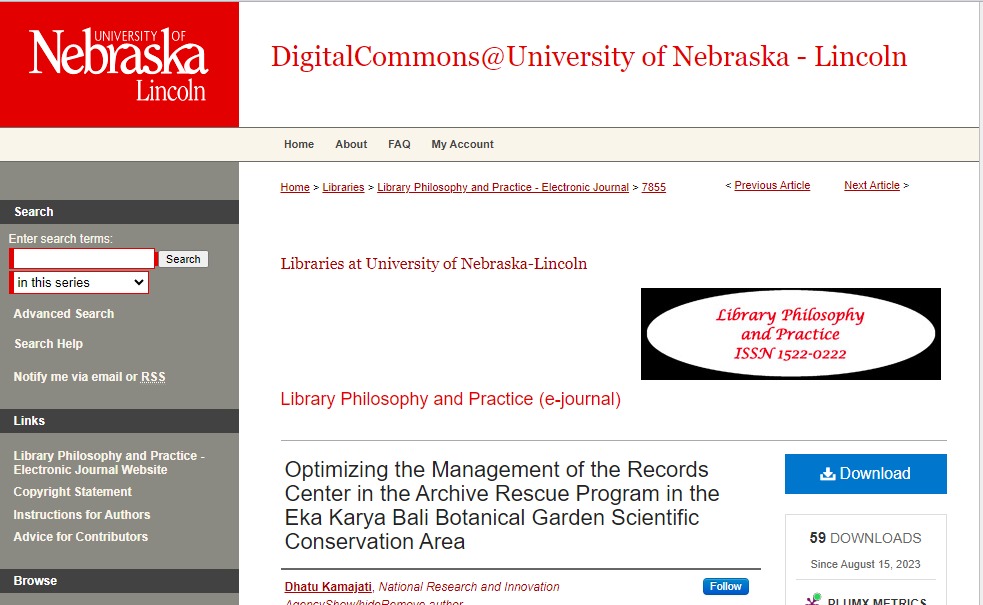 UNIVERSITY OF
Nebraska
Lincoln
DigitalCommons@University of Nebraska - Lincoln
Home About FAQ My Account
Home > Libraries > Library Philosophy and Practice - Electronic Journal > 7855
< Previous Article Next Article >
Search
Enter search terms:
Search
in this series
Advanced Search
Search Help
Notify me via email or RSS
Links
Library Philosophy and Practice -
Electronic Journal Website
Copyright Statement
Instructions for Authors
Advice for Contributors
Browse
Libraries at University of Nebraska-Lincoln
Library Philosophy
and Practice
ISSN 1522-0222
Library Philosophy and Practice (e-journal)
Optimizing the Management of the Records
Center in the Archive Rescue Program in the
Eka Karya Bali Botanical Garden Scientific
Conservation Area
Dhatu Kamajati, National Research and Innovation
AgencyShow/hideRemove author
Follow
Download
59 DOWNLOADS
Since August 15, 2023
PLUMX METRICS